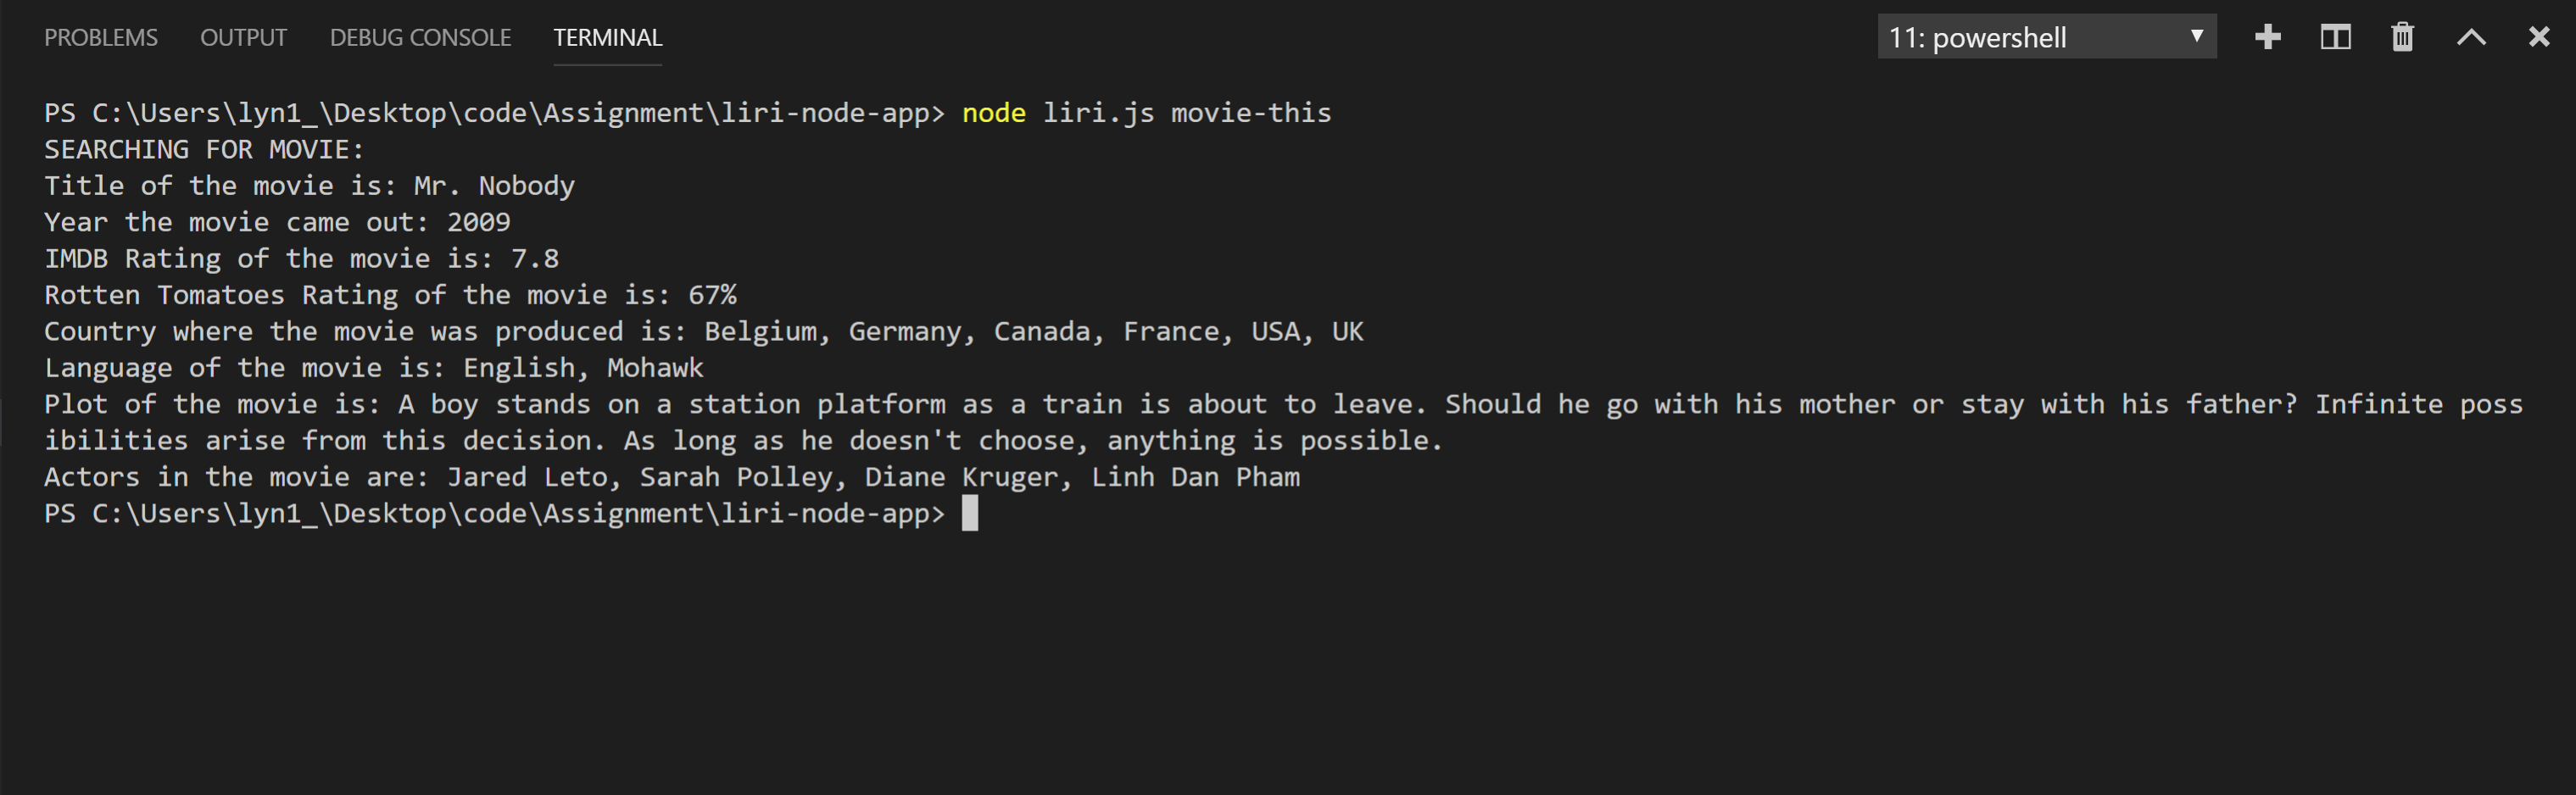 PROBLEMS OUTPUT DEBUG CONSOLE TERMINAL 11: powershell
PS C:\Users\lyn1_\Desktop\code\Assignment\liri-node-app> node liri.js movie-this
SEARCHING FOR MOVIE:
Title of the movie is: Mr. Nobody
Year the movie came out: 2009
IMDB Rating of the movie is: 7.8
Rotten Tomatoes Rating of the movie is: 67%
Country where the movie was produced is: Belgium, Germany, Canada, France, USA, UK
Language of the movie is: English, Mohawk
Plot of the movie is: A boy stands on a station platform as a train is about to leave. Should he go with his mother or stay with his father? Infinite poss
ibilities arise from this decision. As long as he doesn't choose, anything is possible.
Actors in the movie are: Jared Leto, Sarah Polley, Diane Kruger, Linh Dan Pham
PS C:\Users\lyn1_\Desktop\code\Assignment\liri-node-app>